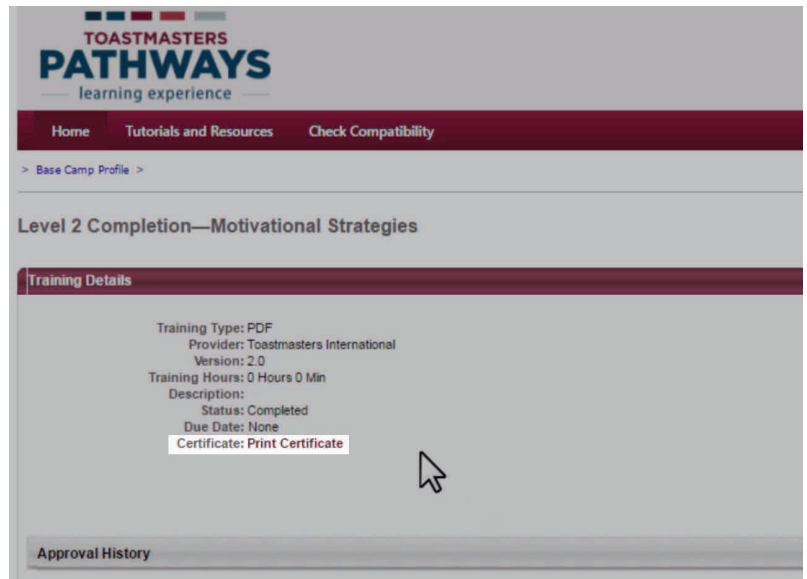 TOASTMASTERS
PATHWAYS
learning experience
Home Tutorials and Resources Check Compatibility
> Base Camp Profile >
Level 2 Completion—Motivational Strategies
Training Details
Training Type: PDF
Provider: Toastmasters International
Version: 2.0
Training Hours: 0 Hours 0 Min
Description:
Status: Completed
Due Date: None
Certificate: Print Certificate
Approval History